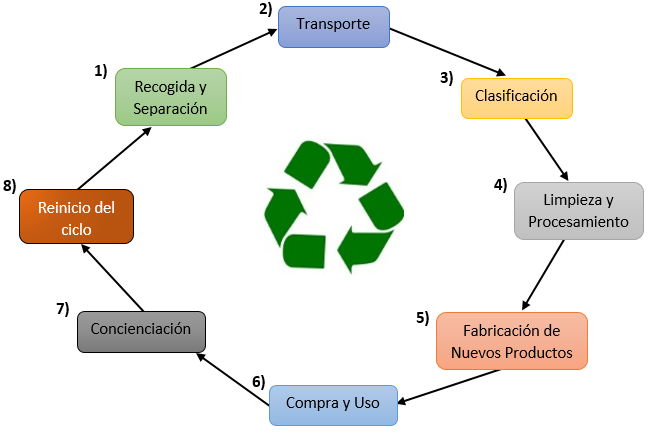 1) Recogida y
Separación
2) Transporte
3) Clasificación
4) Limpieza y
Procesamiento
5) Fabricación de
Nuevos Productos
6) Compra y Uso
7) Concienciación
8) Reinicio del
ciclo